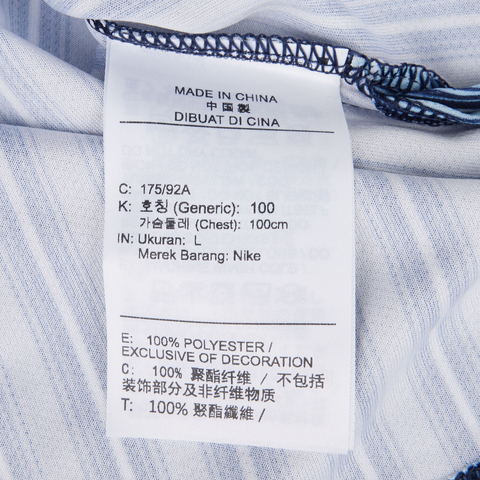 MADE IN CHINA
中国製
DIBUAT DI CINA
C: 175/92A
K: 호칭 (Generic): 100
가슴둘레 (Chest): 100cm
IN: Ukuran: L
Merek Barang: Nike
E: 100% POLYESTER /
EXCLUSIVE OF DECORATION
C: 100% 聚酯纤维 / 不包括
装饰部分及非纤维物质
T: 100% 聚酯纖維 /